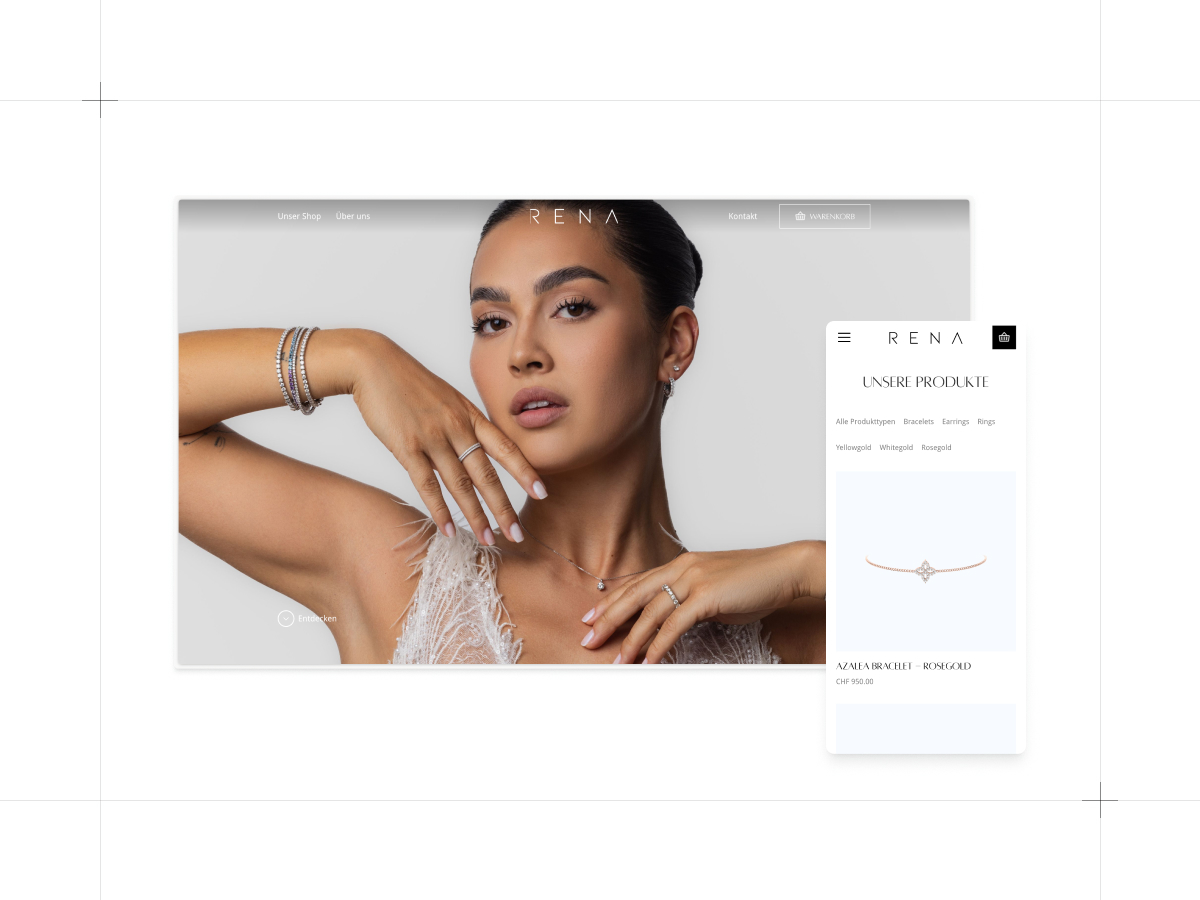 Unser Shop Über uns RENA Kontakt WARENKORB
Entdecken
RENA
UNSERE PRODUKTE
Alle Produkttypen Bracelets Earrings Rings
Yellowgold Whitegold Rosegold
AZALEA BRACELET – ROSEGOLD
CHF 950.00